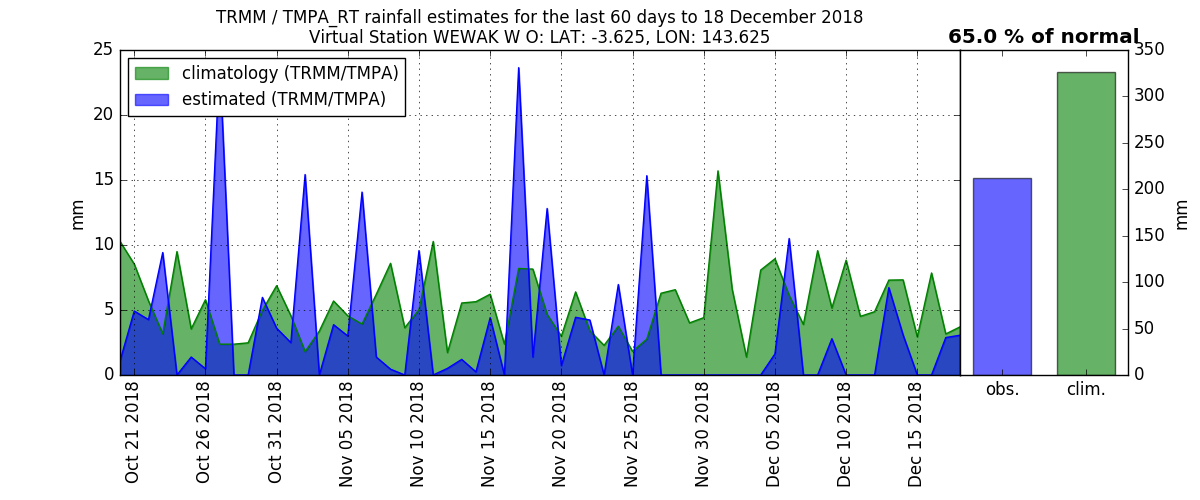 TRMM / TMPA_RT rainfall estimates for the last 60 days to 18 December 2018
Virtual Station WEWAK W O: LAT: -3.625, LON: 143.625
65.0 % of normal
climatology (TRMM/TMPA)
estimated (TRMM/TMPA)
25
20
15
10
5
0
mm
Oct 21 2018
Oct 26 2018
Oct 31 2018
Nov 05 2018
Nov 10 2018
Nov 15 2018
Nov 20 2018
Nov 25 2018
Nov 30 2018
Dec 05 2018
Dec 10 2018
Dec 15 2018
350
300
250
200
150
100
50
0
mm
obs.
clim.